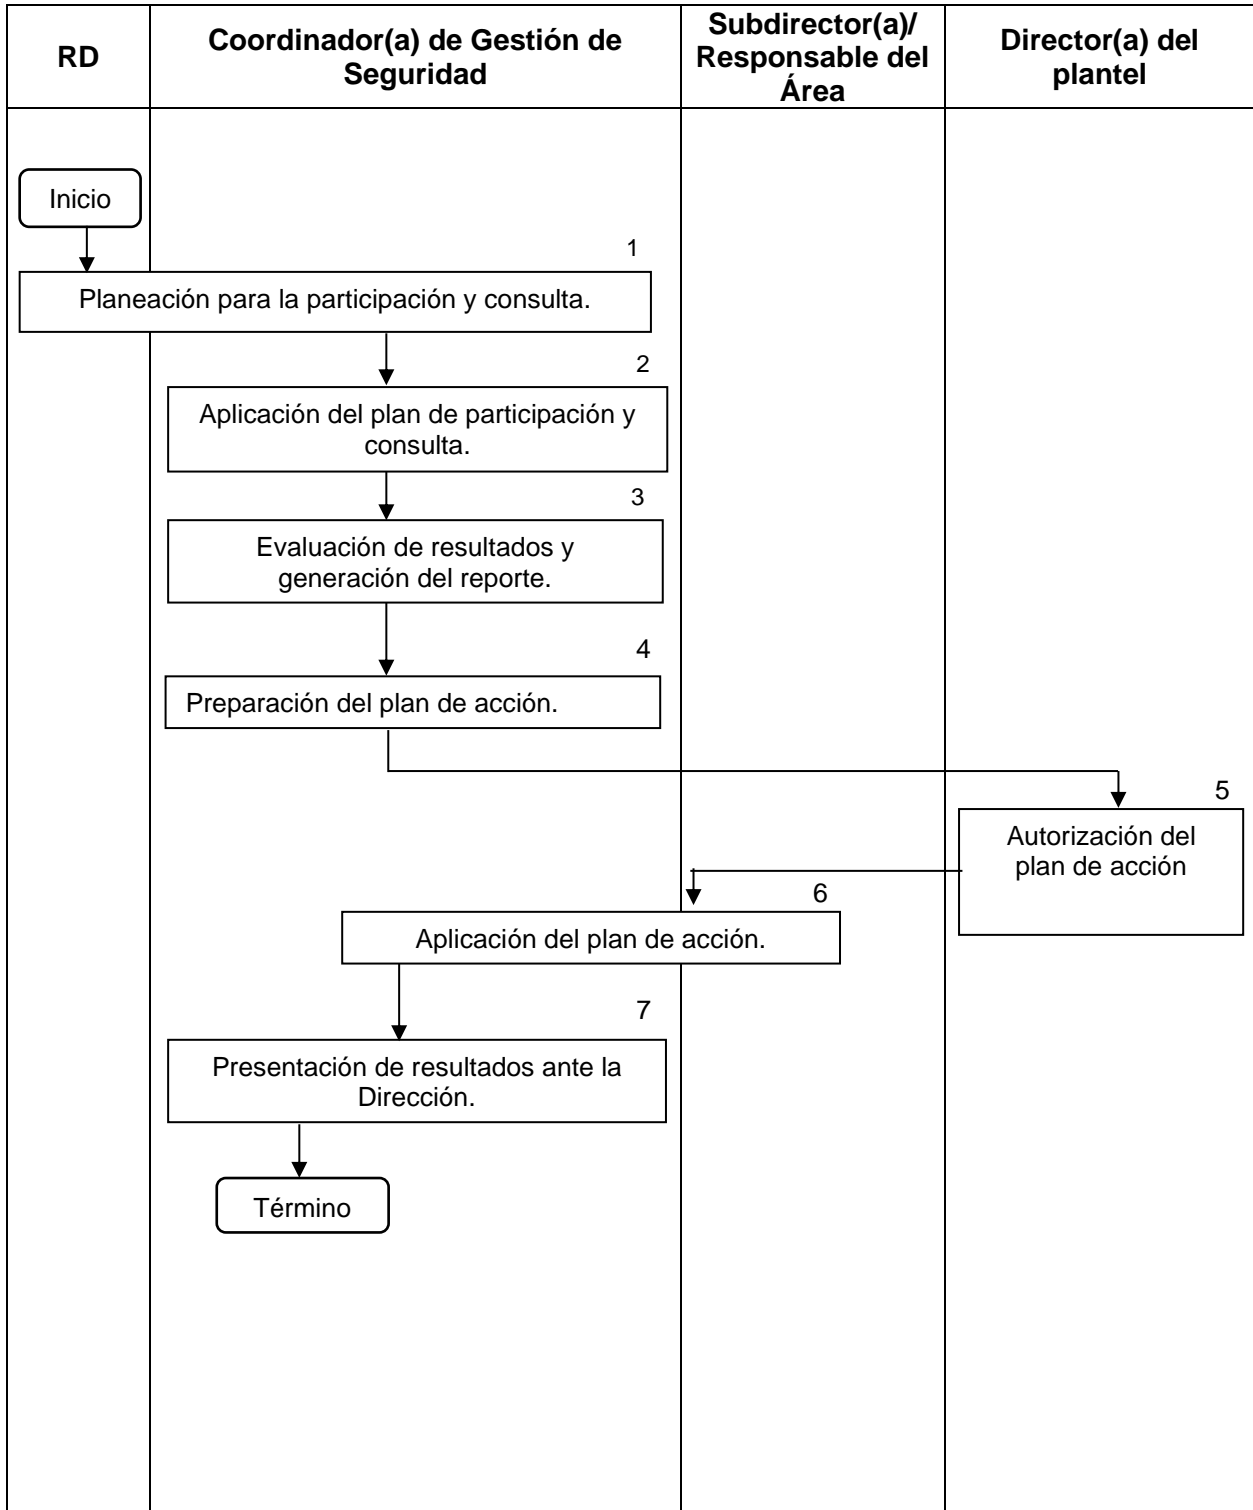 RD
Coordinador(a) de Gestión de
Seguridad
Subdirector(a)/
Responsable del
Área
Director(a) del
plantel
Inicio
1
Planeación para la participación y consulta.
2
Aplicación del plan de participación y
consulta.
3
Evaluación de resultados y
generación del reporte.
4
Preparación del plan de acción.
5
Autorización del
plan de acción
6
Aplicación del plan de acción.
7
Presentación de resultados ante la
Dirección.
Término